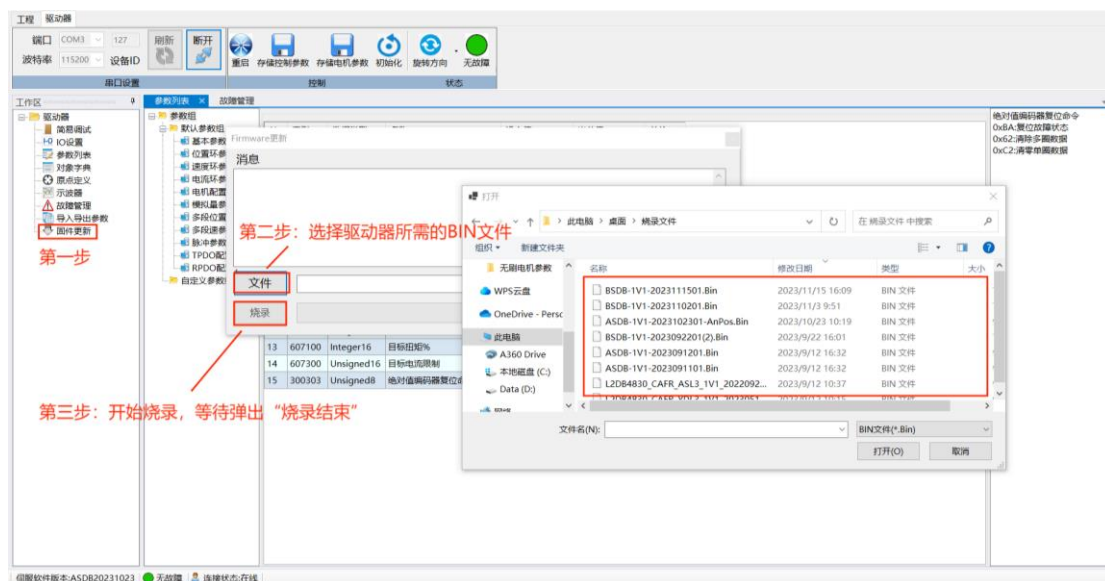 工程 驱动器
端口 COM3 127 刷新 断开
波特率 115200 设备ID
重启 存储控制参数 存储电机参数 初始化 旋转方向 无故障
串口设置 控制 状态
工作区
驱动器
简易调试
IO设置
参数列表
对象字典
原点定义
示波器
故障管理
导入导出参数
固件更新
第一步
参数列表 × 故障管理
参数组
默认参数组
基本参数
位置环参
速度环参
电流环参
电机配置
模拟量参
多段位置
多段速参
脉冲参数
TPDO配
RPDO配
自定义参数
Firmware更新
消息
第二步：选择驱动器所需的BIN文件
文件
烧录
第三步：开始烧录，等待弹出“烧录结束”
13 607100 Integer16 目标扭矩%
14 607300 Unsigned16 目标电流限制
15 300303 Unsigned8 绝对值编码器复位
打开
此电脑 > 桌面 > 烧录文件
在 烧录文件 中搜索
组织 新建文件夹
无刷电机参数
WPS云盘
OneDrive - Persc
此电脑
A360 Drive
本地磁盘 (C:)
Data (D:)
网络
名称 修改日期 类型 大小
BSDB-1V1-2023111501.Bin 2023/11/15 16:09 BIN 文件
BSDB-1V1-2023110201.Bin 2023/11/3 9:51 BIN 文件
ASDB-1V1-2023102301-AnPos.Bin 2023/10/23 10:19 BIN 文件
BSDB-1V1-2023092201(2).Bin 2023/9/22 16:01 BIN 文件
ASDB-1V1-2023091201.Bin 2023/9/12 16:32 BIN 文件
ASDB-1V1-2023091101.Bin 2023/9/12 16:32 BIN 文件
L2DB4830_CAFR_ASL3_1V1_2022092... 2023/9/12 10:37 BIN 文件
文件名(N):
BIN文件(*.Bin)
打开(O) 取消
绝对值编码器复位命令
0xBA:复位故障状态
0x62:清除多圈数据
0xC2:清零单圈数据
伺服软件版本:ASDB20231023 无故障 连接状态:在线